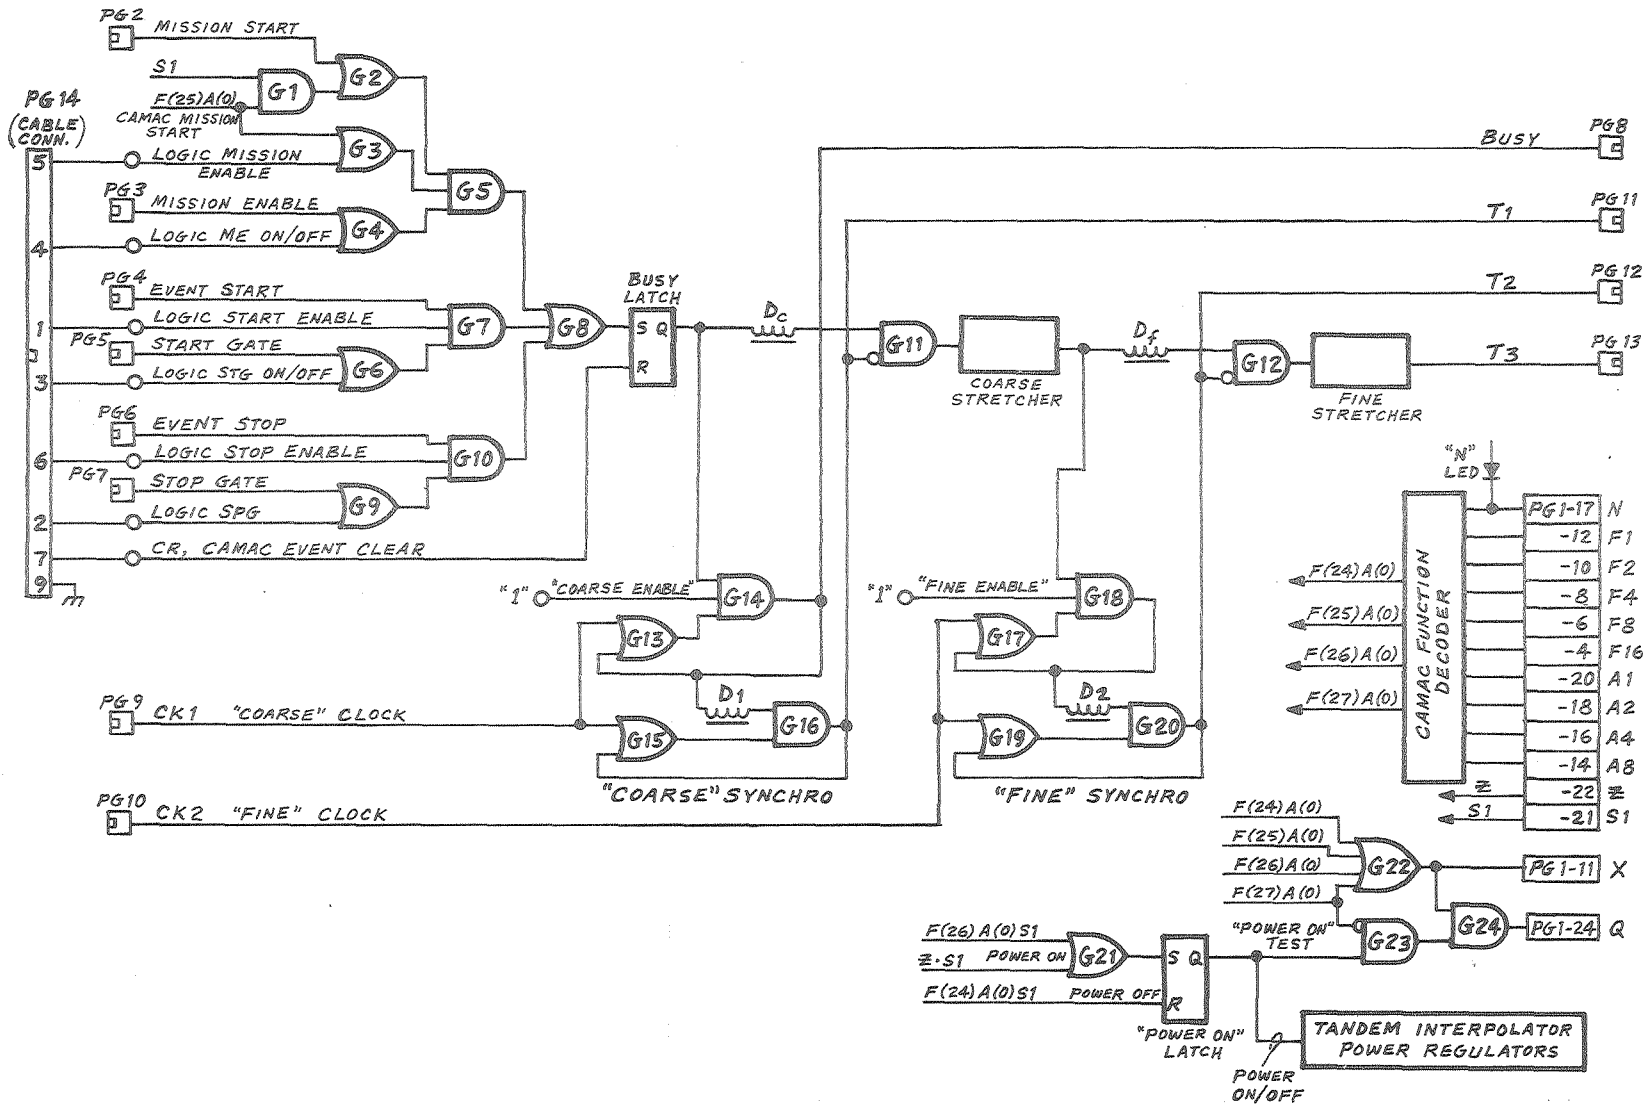 PG2
MISSION START
S1
G1
G2
F(25)A(0)
CAMAC MISSION
START
PG14
(CABLE
CONN.)
G3
5
LOGIC MISSION
ENABLE
G5
PG3
MISSION ENABLE
G4
4
LOGIC ME ON/OFF
PG4
EVENT START
1
LOGIC START ENABLE
G7
G8
PG5
START GATE
G6
3
LOGIC STG ON/OFF
PG6
EVENT STOP
6
LOGIC STOP ENABLE
G10
PG7
STOP GATE
G9
2
LOGIC SPG
7
CR, CAMAC EVENT CLEAR
9
BUSY
LATCH
S Q
R
Dc
G11
COARSE
STRETCHER
Df
G12
FINE
STRETCHER
BUSY
PG8
T1
PG11
T2
PG12
T3
PG13
"1"
"COARSE ENABLE"
G14
G13
D1
G16
G15
"COARSE" SYNCHRO
"1"
"FINE ENABLE"
G18
G17
D2
G20
G19
"FINE" SYNCHRO
PG9
CK1 "COARSE" CLOCK
PG10
CK2 "FINE" CLOCK
"N"
LED
CAMAC FUNCTION
DECODER
F(24)A(0)
F(25)A(0)
F(26)A(0)
F(27)A(0)
PG1-17 N
-12 F1
-10 F2
-8 F4
-6 F8
-4 F16
-20 A1
-18 A2
-16 A4
-14 A8
Z -22 Z
S1 -21 S1
F(24)A(0)
F(25)A(0)
F(26)A(0)
F(27)A(0)
G22
PG1-11 X
"POWER ON"
TEST
G23
G24
PG1-24 Q
F(26)A(0)S1
Z·S1 POWER ON
G21
F(24)A(0)S1 POWER OFF
S Q
R
"POWER ON"
LATCH
TANDEM INTERPOLATOR
POWER REGULATORS
POWER
ON/OFF